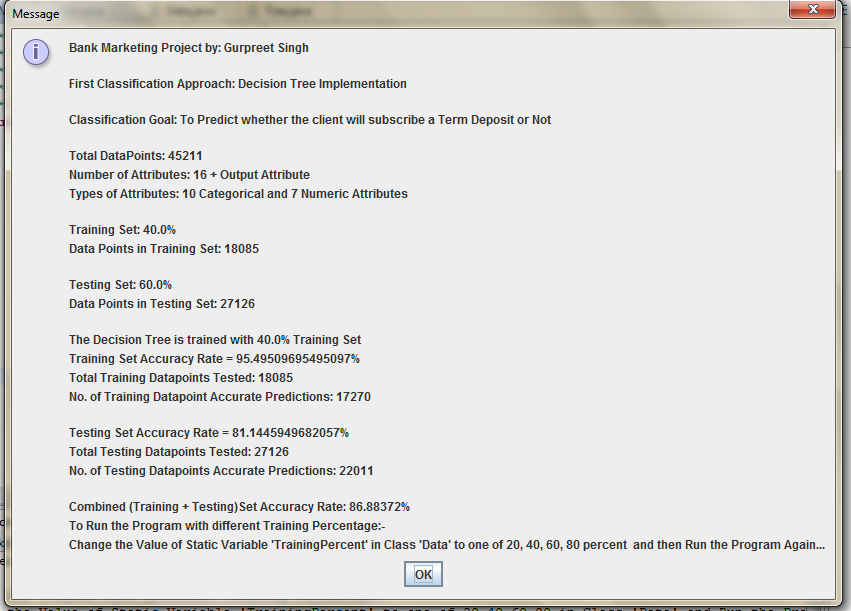 Message
Bank Marketing Project by: Gurpreet Singh
First Classification Approach: Decision Tree Implementation
Classification Goal: To Predict whether the client will subscribe a Term Deposit or Not
Total DataPoints: 45211
Number of Attributes: 16 + Output Attribute
Types of Attributes: 10 Categorical and 7 Numeric Attributes
Training Set: 40.0%
Data Points in Training Set: 18085
Testing Set: 60.0%
Data Points in Testing Set: 27126
The Decision Tree is trained with 40.0% Training Set
Training Set Accuracy Rate = 95.49509695495097%
Total Training Datapoints Tested: 18085
No. of Training Datapoint Accurate Predictions: 17270
Testing Set Accuracy Rate = 81.1445949682057%
Total Testing Datapoints Tested: 27126
No. of Testing Datapoints Accurate Predictions: 22011
Combined (Training + Testing)Set Accuracy Rate: 86.88372%
To Run the Program with different Training Percentage:-
Change the Value of Static Variable 'TrainingPercent' in Class 'Data' to one of 20, 40, 60, 80 percent  and then Run the Program Again...
OK